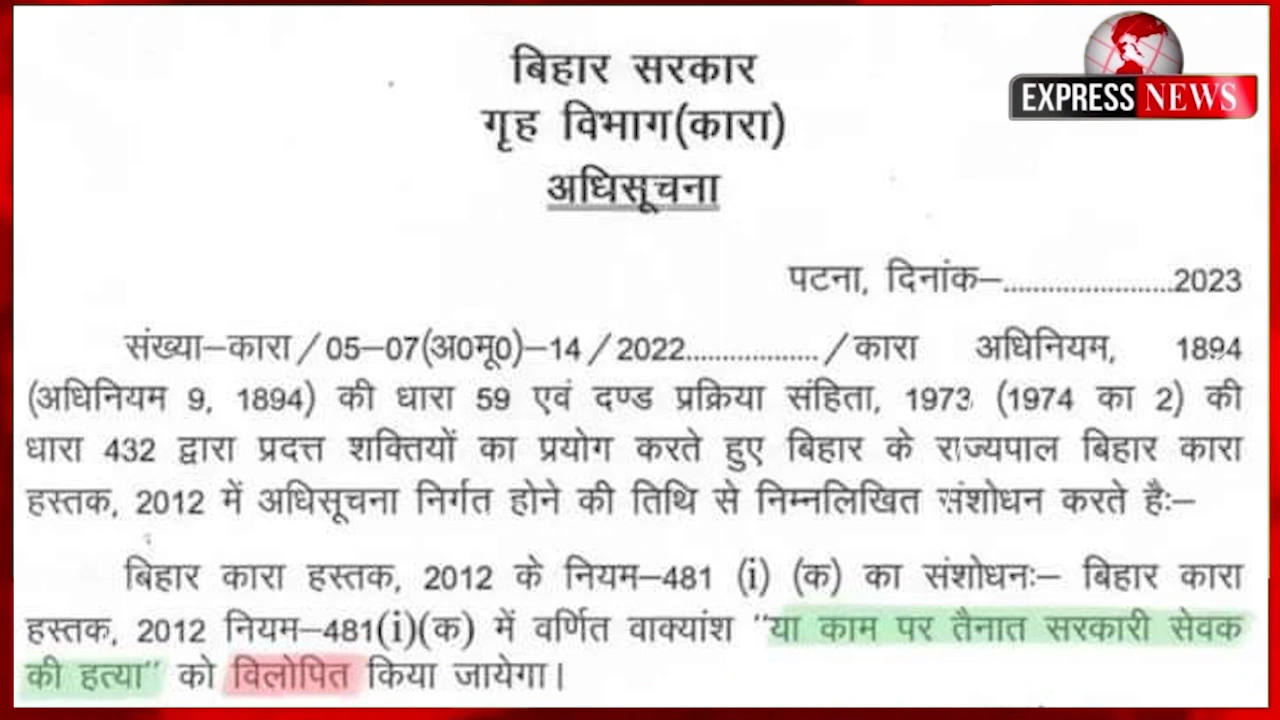 EXPRESS NEWS
बिहार सरकार
गृह विभाग(कारा)
अधिसूचना
पटना, दिनांक–.......................2023
संख्या–कारा/05–07(अ0मू0)–14/2022................../कारा अधिनियम, 1894
(अधिनियम 9, 1894) की धारा 59 एवं दण्ड प्रक्रिया संहिता, 1973 (1974 का 2) की
धारा 432 द्वारा प्रदत्त शक्तियों का प्रयोग करते हुए बिहार के राज्यपाल बिहार कारा
हस्तक, 2012 में अधिसूचना निर्गत होने की तिथि से निम्नलिखित संशोधन करते है:–
बिहार कारा हस्तक, 2012 के नियम–481 (i) (क) का संशोधनः– बिहार कारा
हस्तक, 2012 नियम–481(i)(क) में वर्णित वाक्यांश "या काम पर तैनात सरकारी सेवक
की हत्या" को विलोपित किया जायेगा।